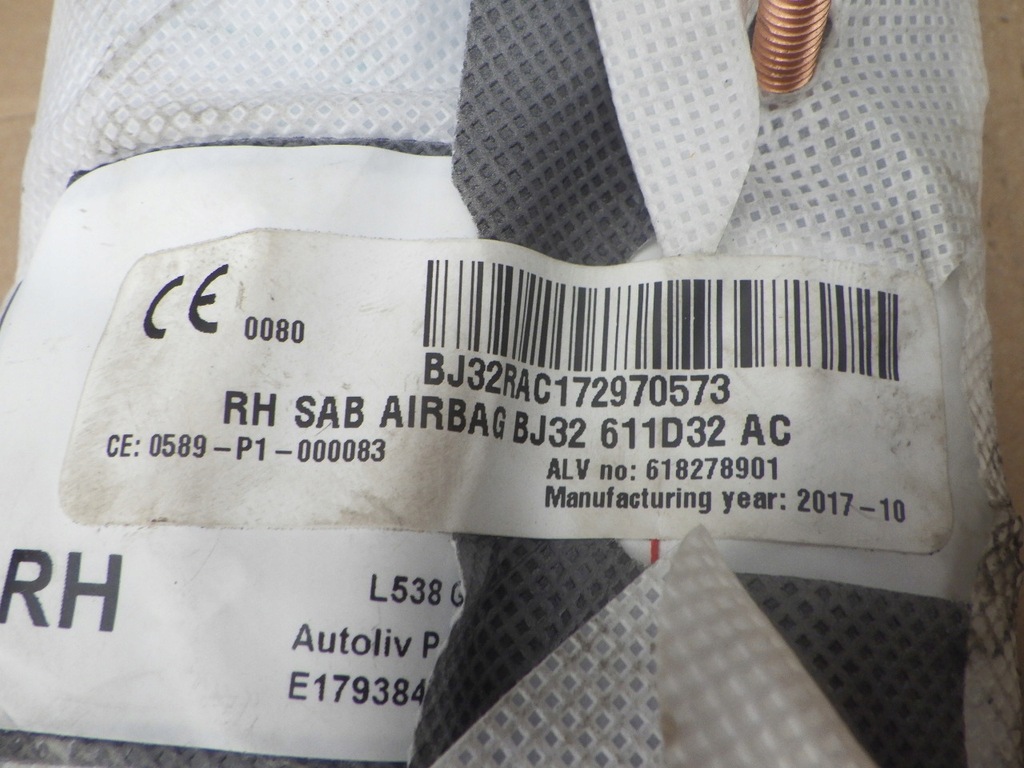 CE 0080
BJ32RAC172970573
RH SAB AIRBAG BJ32 611D32 AC
CE: 0589-P1-000083
ALV no: 618278901
Manufacturing year: 2017-10
RH
L538
Autoliv
E179384